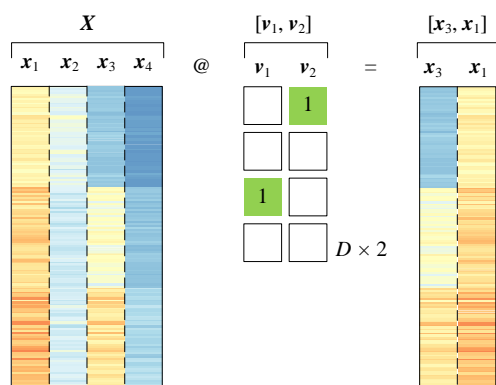 X [v₁, v₂] [x₃, x₁]
x₁ x₂ x₃ x₄ @ v₁ v₂ = x₃ x₁
1
1
D × 2